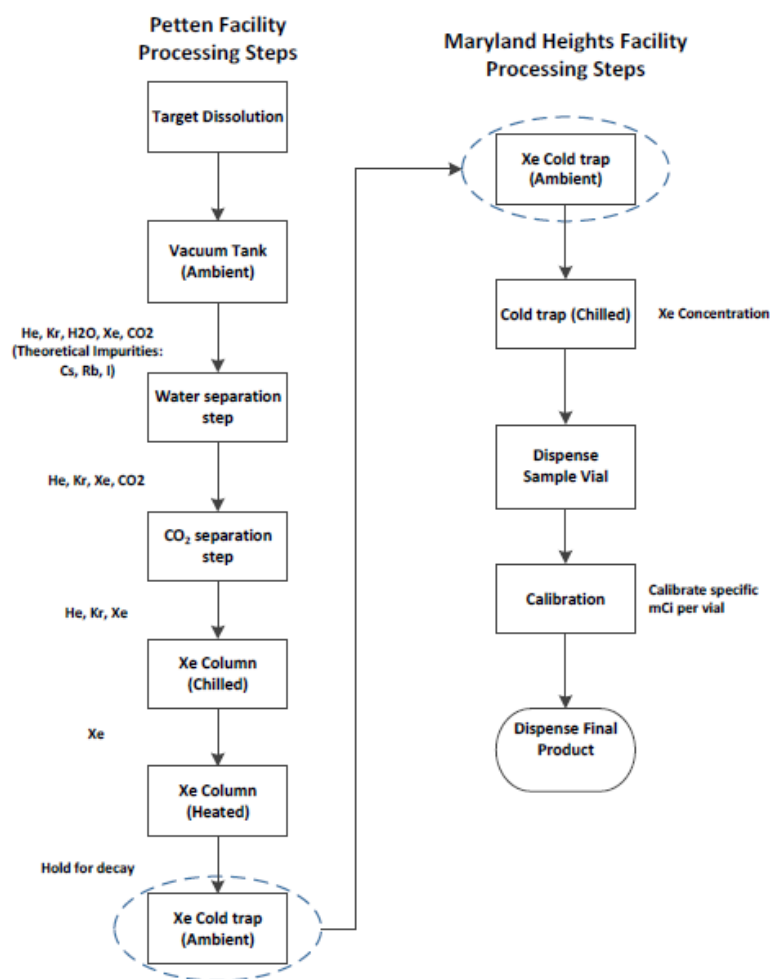 Petten Facility
Processing Steps
Target Dissolution
Vacuum Tank
(Ambient)
He, Kr, H2O, Xe, CO2
(Theoretical Impurities:
Cs, Rb, I)
Water separation
step
He, Kr, Xe, CO2
CO₂ separation
step
He, Kr, Xe
Xe Column
(Chilled)
Xe
Xe Column
(Heated)
Hold for decay
Xe Cold trap
(Ambient)
Maryland Heights Facility
Processing Steps
Xe Cold trap
(Ambient)
Cold trap (Chilled)
Xe Concentration
Dispense
Sample Vial
Calibration
Calibrate specific
mCi per vial
Dispense Final
Product